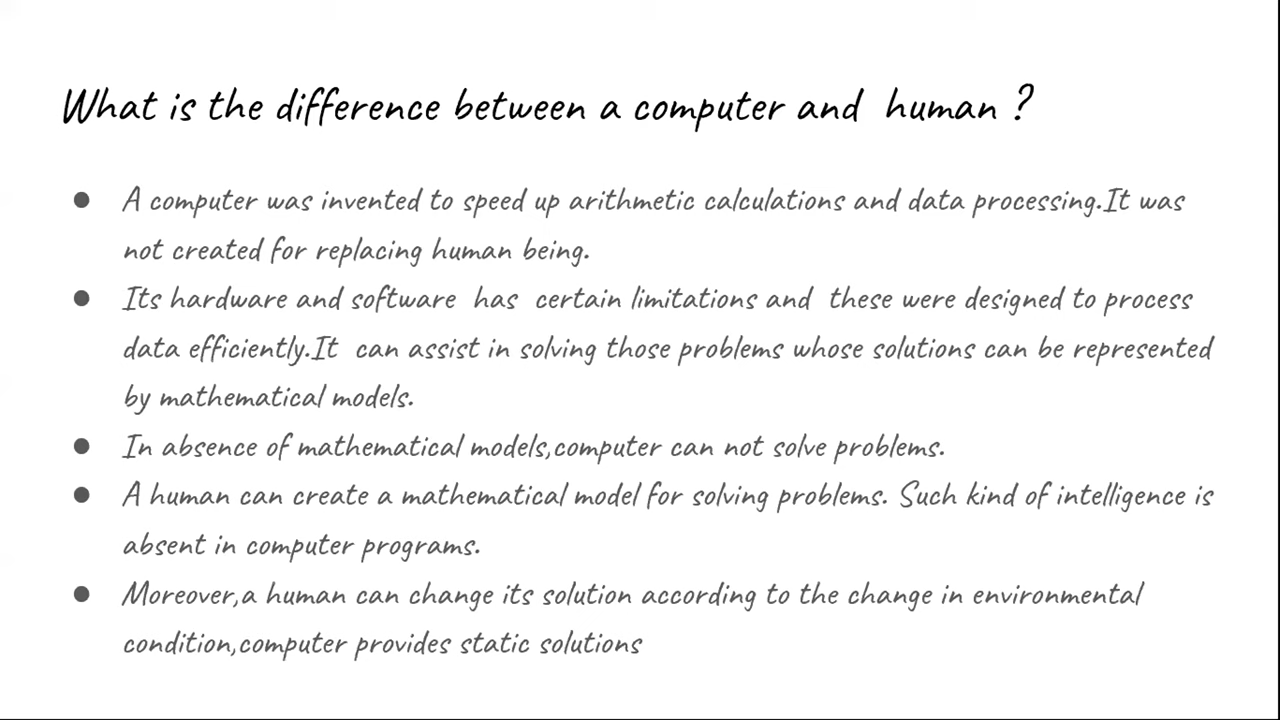 What is the difference between a computer and human ?
● A computer was invented to speed up arithmetic calculations and data processing.It was
not created for replacing human being.
● Its hardware and software has certain limitations and these were designed to process
data efficiently.It can assist in solving those problems whose solutions can be represented
by mathematical models.
● In absence of mathematical models,computer can not solve problems.
● A human can create a mathematical model for solving problems. Such kind of intelligence is
absent in computer programs.
● Moreover,a human can change its solution according to the change in environmental
condition,computer provides static solutions